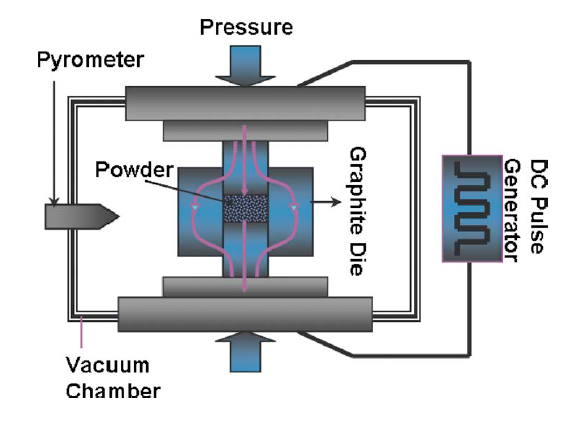 Pressure
Pyrometer
Powder
Graphite Die
DC Pulse
Generator
Vacuum
Chamber